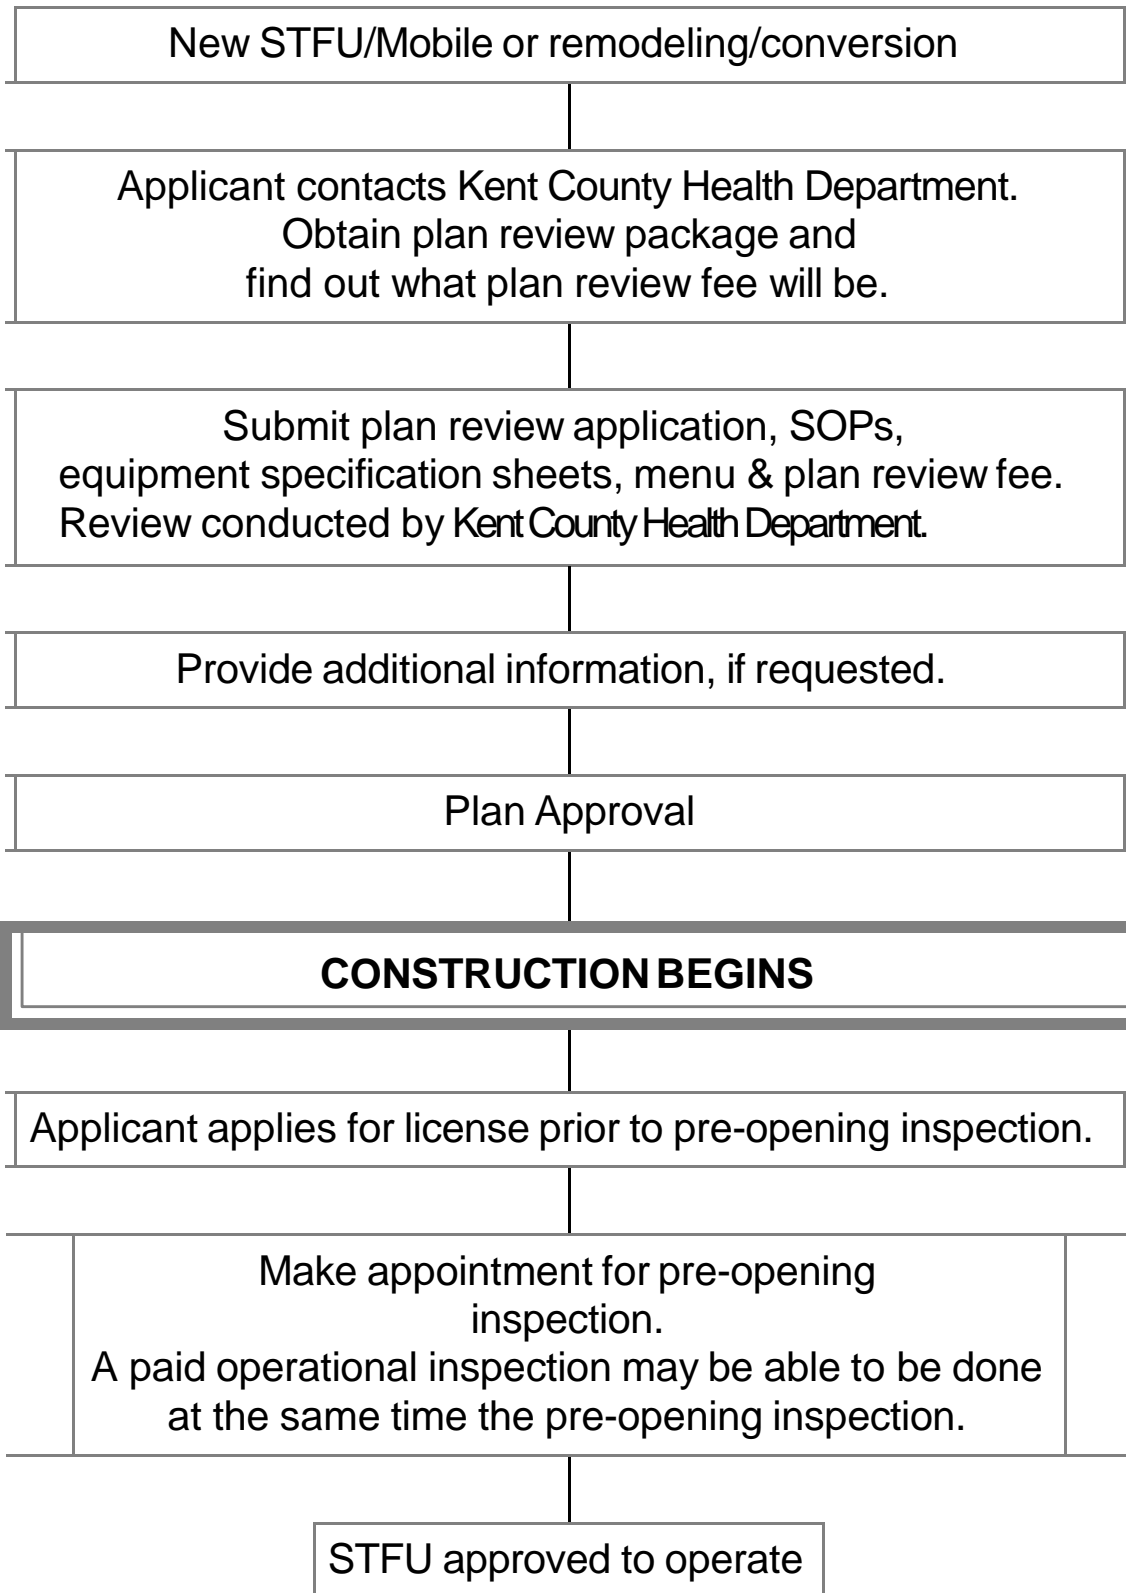 New STFU/Mobile or remodeling/conversion
Applicant contacts Kent County Health Department.
Obtain plan review package and
find out what plan review fee will be.
Submit plan review application, SOPs,
equipment specification sheets, menu & plan review fee.
Review conducted by Kent County Health Department.
Provide additional information, if requested.
Plan Approval
CONSTRUCTION BEGINS
Applicant applies for license prior to pre-opening inspection.
Make appointment for pre-opening
inspection.
A paid operational inspection may be able to be done
at the same time the pre-opening inspection.
STFU approved to operate